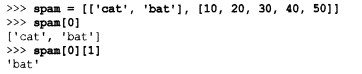 >>> spam = [['cat', 'bat'], [10, 20, 30, 40, 50]]
>>> spam[0]
['cat', 'bat']
>>> spam[0][1]
'bat'